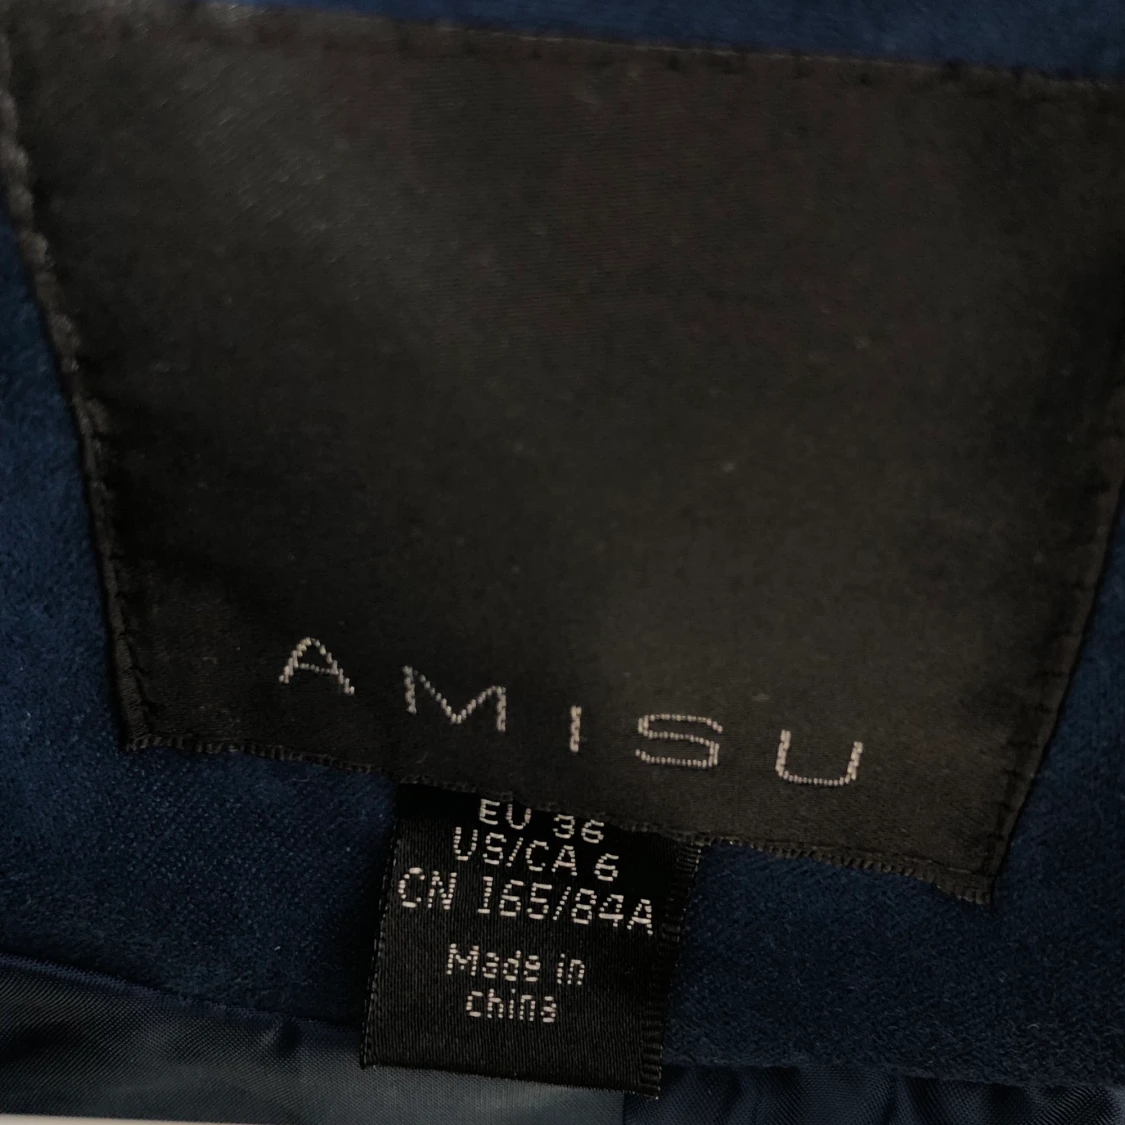 AMISU
EU 36
US/CA 6
CN 165/84A
Made in
China